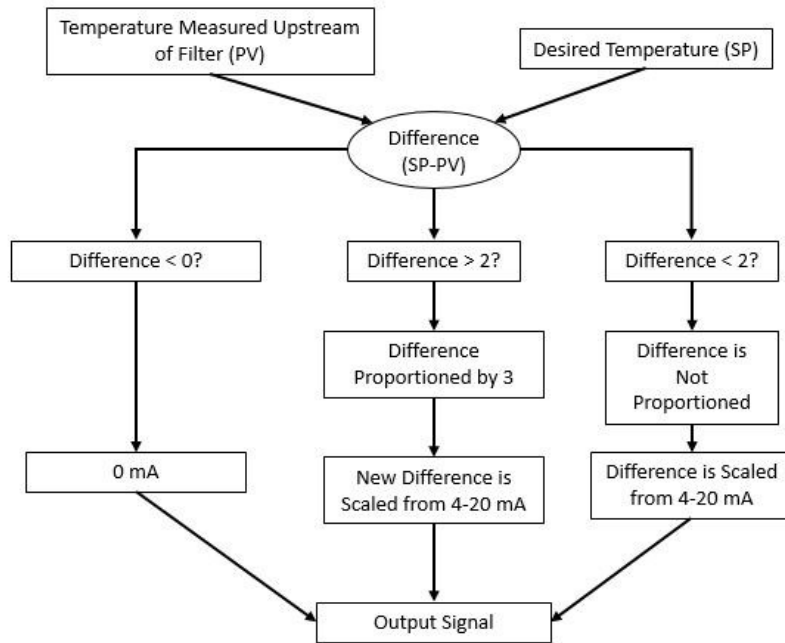 Temperature Measured Upstream
of Filter (PV)
Desired Temperature (SP)
Difference
(SP-PV)
Difference < 0?
Difference > 2?
Difference < 2?
Difference
Proportioned by 3
Difference is
Not
Proportioned
0 mA
New Difference is
Scaled from 4-20 mA
Difference is Scaled
from 4-20 mA
Output Signal